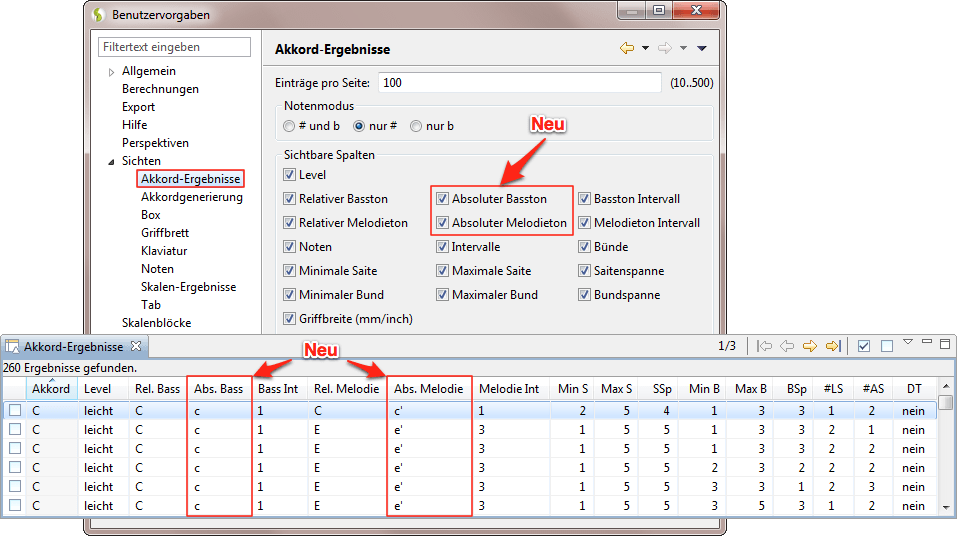 Benutzervorgaben
Filtertext eingeben
Allgemein
Berechnungen
Export
Hilfe
Perspektiven
Sichten
Akkord-Ergebnisse
Akkordgenerierung
Box
Griffbrett
Klaviatur
Noten
Skalen-Ergebnisse
Tab
Skalenblöcke
Akkord-Ergebnisse
Einträge pro Seite: 100 (10..500)
Notenmodus
# und b nur # nur b
Neu
Sichtbare Spalten
Level
Relativer Basston Absoluter Basston Basston Intervall
Relativer Melodieton Absoluter Melodieton Melodieton Intervall
Noten Intervalle Bünde
Minimale Saite Maximale Saite Saitenspanne
Minimaler Bund Maximaler Bund Bundspanne
Griffbreite (mm/inch)
Akkord-Ergebnisse 1/3
Neu
260 Ergebnisse gefunden.
Akkord Level Rel. Bass Abs. Bass Bass Int Rel. Melodie Abs. Melodie Melodie Int Min S Max S SSp Min B Max B BSp #LS #AS DT
C leicht C c 1 C c' 1 2 5 4 1 3 3 1 2 nein
C leicht C c 1 E e' 3 1 5 5 1 3 3 2 1 nein
C leicht C c 1 E e' 3 1 5 5 1 3 3 2 2 nein
C leicht C c 1 E e' 3 1 5 5 2 3 2 2 2 nein
C leicht C c 1 E e' 3 1 5 5 3 3 1 2 3 nein
C leicht C c 1 E e' 3 1 5 5 3 5 3 1 2 nein